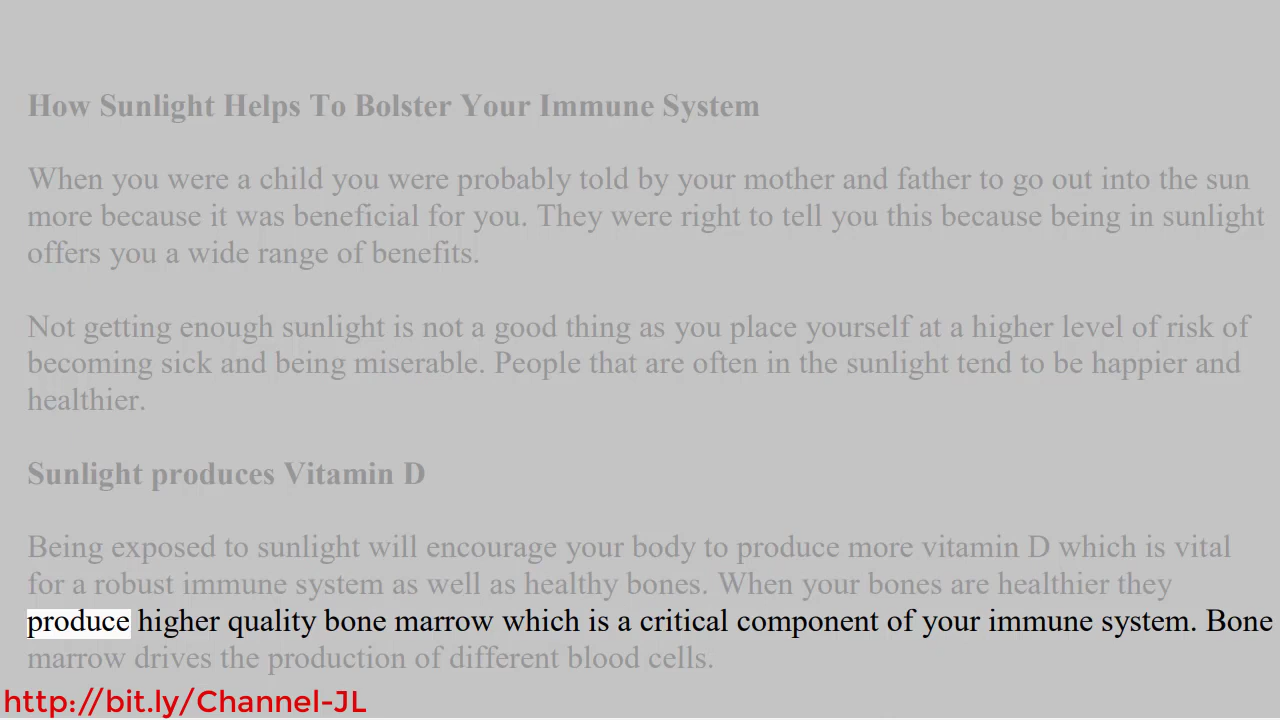 How Sunlight Helps To Bolster Your Immune System
When you were a child you were probably told by your mother and father to go out into the sun
more because it was beneficial for you. They were right to tell you this because being in sunlight
offers you a wide range of benefits.
Not getting enough sunlight is not a good thing as you place yourself at a higher level of risk of
becoming sick and being miserable. People that are often in the sunlight tend to be happier and
healthier.
Sunlight produces Vitamin D
Being exposed to sunlight will encourage your body to produce more vitamin D which is vital
for a robust immune system as well as healthy bones. When your bones are healthier they
produce higher quality bone marrow which is a critical component of your immune system. Bone
marrow drives the production of different blood cells.
http://bit.ly/Channel-JL